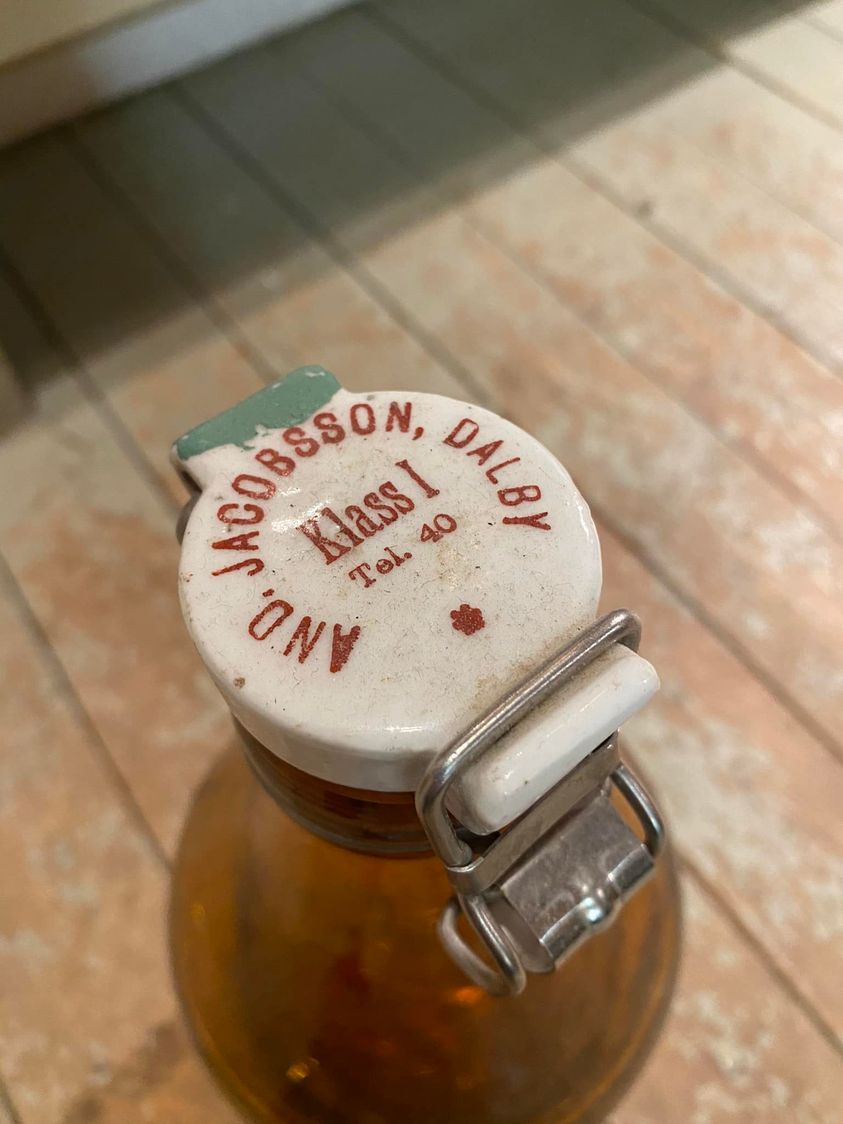 AND. JACOBSSON, DALBY
Klass I
Tel. 40